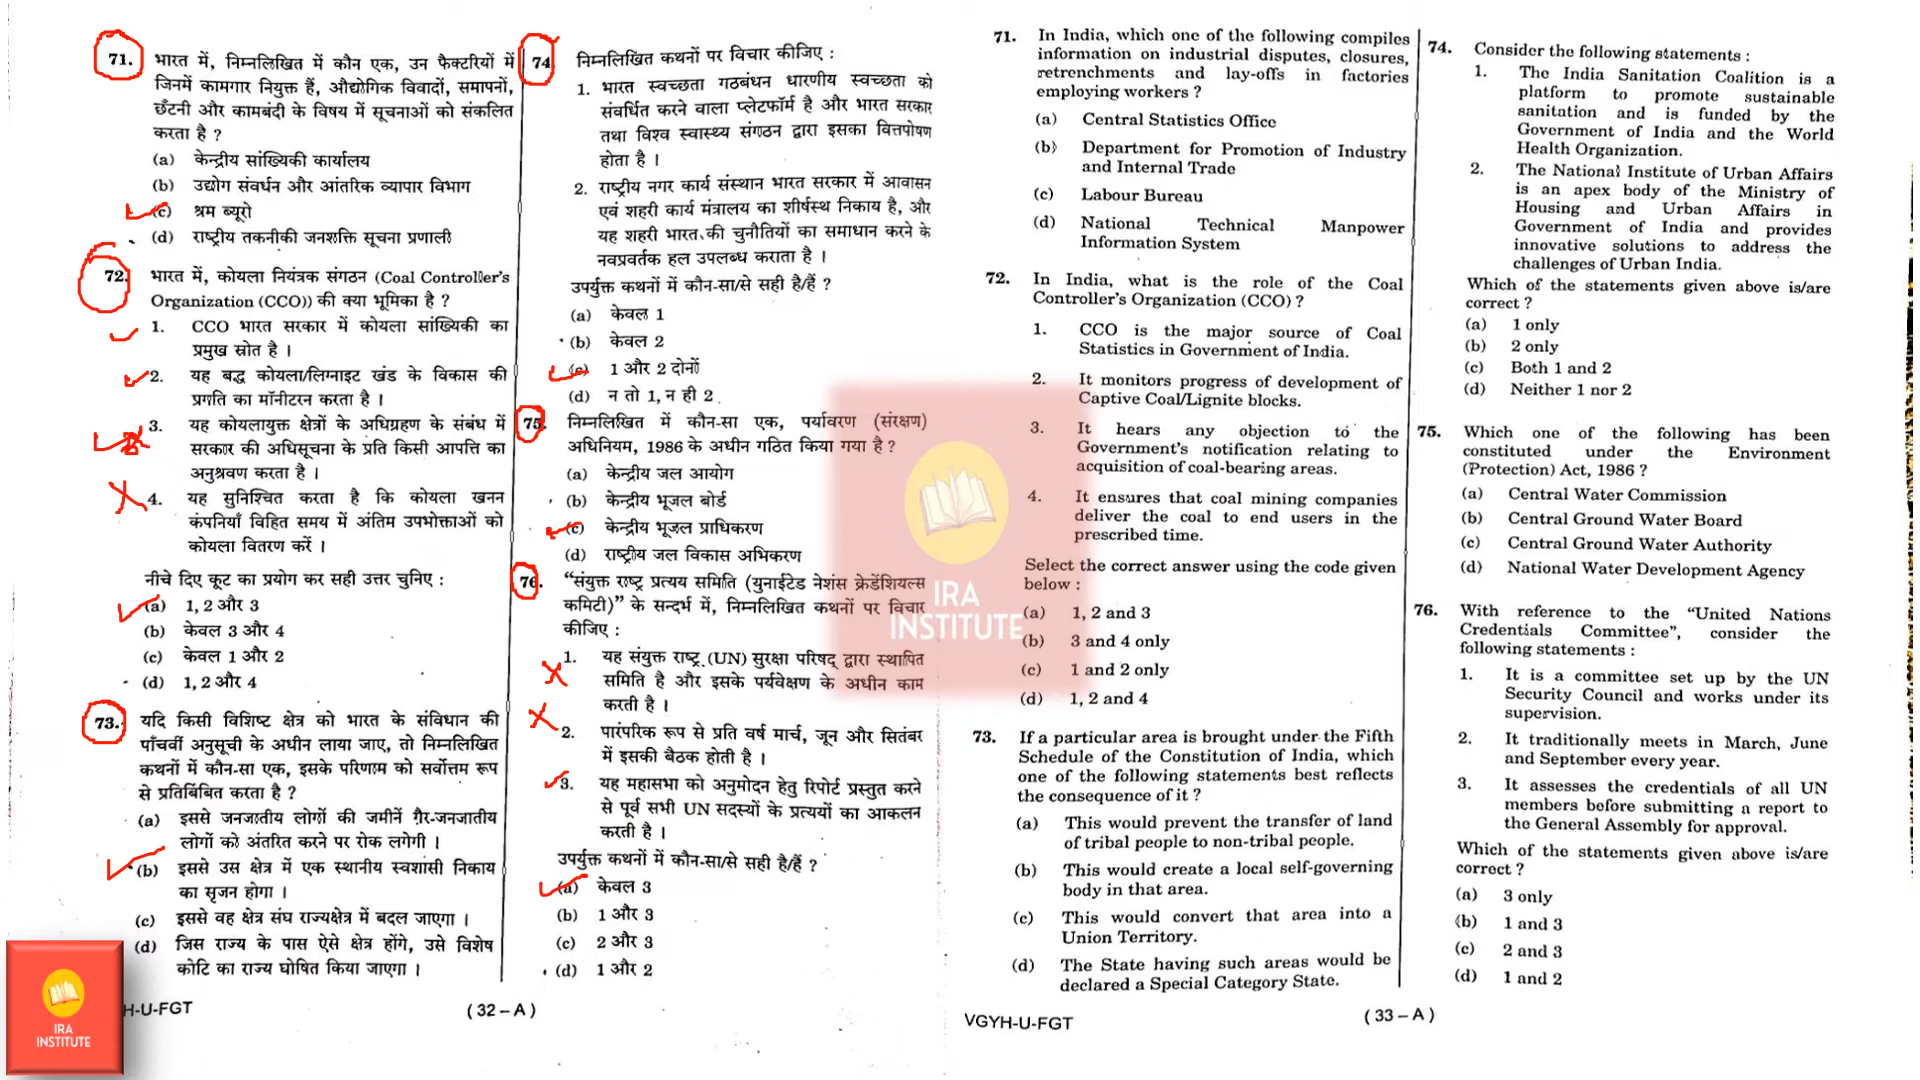 71. भारत में, निम्नलिखित में कौन एक, उन फैक्टरियों में
जिनमें कामगार नियुक्त हैं, औद्योगिक विवादों, समापनों,
छँटनी और कामबंदी के विषय में सूचनाओं को संकलित
करता है ?
(a) केन्द्रीय सांख्यिकी कार्यालय
(b) उद्योग संवर्धन और आंतरिक व्यापार विभाग
(c) श्रम ब्यूरो
(d) राष्ट्रीय तकनीकी जनशक्ति सूचना प्रणाली
72. भारत में, कोयला नियंत्रक संगठन (Coal Controller's
Organization (CCO)) की क्या भूमिका है ?
1. CCO भारत सरकार में कोयला सांख्यिकी का
प्रमुख स्रोत है ।
2. यह बद्ध कोयला/लिग्नाइट खंड के विकास की
प्रगति का मॉनीटरन करता है ।
3. यह कोयलायुक्त क्षेत्रों के अधिग्रहण के संबंध में
सरकार की अधिसूचना के प्रति किसी आपत्ति का
अनुश्रवण करता है ।
4. यह सुनिश्चित करता है कि कोयला खनन
कंपनियाँ विहित समय में अंतिम उपभोक्ताओं को
कोयला वितरण करें ।
नीचे दिए कूट का प्रयोग कर सही उत्तर चुनिए :
(a) 1, 2 और 3
(b) केवल 3 और 4
(c) केवल 1 और 2
(d) 1, 2 और 4
73. यदि किसी विशिष्ट क्षेत्र को भारत के संविधान की
पाँचवीं अनुसूची के अधीन लाया जाए, तो निम्नलिखित
कथनों में कौन-सा एक, इसके परिणाम को सर्वोत्तम रूप
से प्रतिबिंबित करता है ?
(a) इससे जनजातीय लोगों की जमीनें ग़ैर-जनजातीय
लोगों को अंतरित करने पर रोक लगेगी ।
(b) इससे उस क्षेत्र में एक स्थानीय स्वशासी निकाय
का सृजन होगा ।
(c) इससे वह क्षेत्र संघ राज्यक्षेत्र में बदल जाएगा ।
(d) जिस राज्य के पास ऐसे क्षेत्र होंगे, उसे विशेष
कोटि का राज्य घोषित किया जाएगा ।
H-U-FGT
IRA
INSTITUTE
74 निम्नलिखित कथनों पर विचार कीजिए :
1. भारत स्वच्छता गठबंधन धारणीय स्वच्छता को
संवर्धित करने वाला प्लेटफॉर्म है और भारत सरकार
तथा विश्व स्वास्थ्य संगठन द्वारा इसका वित्तपोषण
होता है ।
2. राष्ट्रीय नगर कार्य संस्थान भारत सरकार में आवासन
एवं शहरी कार्य मंत्रालय का शीर्षस्थ निकाय है, और
यह शहरी भारत की चुनौतियों का समाधान करने के
नवप्रवर्तक हल उपलब्ध कराता है ।
उपर्युक्त कथनों में कौन-सा/से सही है/हैं ?
(a) केवल 1
(b) केवल 2
(c) 1 और 2 दोनों
(d) न तो 1, न ही 2
75. निम्नलिखित में कौन-सा एक, पर्यावरण (संरक्षण)
अधिनियम, 1986 के अधीन गठित किया गया है ?
(a) केन्द्रीय जल आयोग
(b) केन्द्रीय भूजल बोर्ड
(c) केन्द्रीय भूजल प्राधिकरण
(d) राष्ट्रीय जल विकास अभिकरण
76. "संयुक्त राष्ट्र प्रत्यय समिति (युनाईटेड नेशंस क्रेडेंशियल्स
कमिटी)" के सन्दर्भ में, निम्नलिखित कथनों पर विचार
कीजिए :
1. यह संयुक्त राष्ट्र (UN) सुरक्षा परिषद् द्वारा स्थापित
समिति है और इसके पर्यवेक्षण के अधीन काम
करती है ।
2. पारंपरिक रूप से प्रति वर्ष मार्च, जून और सितंबर
में इसकी बैठक होती है ।
3. यह महासभा को अनुमोदन हेतु रिपोर्ट प्रस्तुत करने
से पूर्व सभी UN सदस्यों के प्रत्ययों का आकलन
करती है ।
उपर्युक्त कथनों में कौन-सा/से सही है/हैं ?
(a) केवल 3
(b) 1 और 3
(c) 2 और 3
(d) 1 और 2
( 32 – A )
IRA
INSTITUTE
71. In India, which one of the following compiles
information on industrial disputes, closures,
retrenchments and lay-offs in factories
employing workers ?
(a) Central Statistics Office
(b) Department for Promotion of Industry
and Internal Trade
(c) Labour Bureau
(d) National Technical Manpower
Information System
72. In India, what is the role of the Coal
Controller's Organization (CCO) ?
1. CCO is the major source of Coal
Statistics in Government of India.
2. It monitors progress of development of
Captive Coal/Lignite blocks.
3. It hears any objection to the
Government's notification relating to
acquisition of coal-bearing areas.
4. It ensures that coal mining companies
deliver the coal to end users in the
prescribed time.
Select the correct answer using the code given
below :
(a) 1, 2 and 3
(b) 3 and 4 only
(c) 1 and 2 only
(d) 1, 2 and 4
73. If a particular area is brought under the Fifth
Schedule of the Constitution of India, which
one of the following statements best reflects
the consequence of it ?
(a) This would prevent the transfer of land
of tribal people to non-tribal people.
(b) This would create a local self-governing
body in that area.
(c) This would convert that area into a
Union Territory.
(d) The State having such areas would be
declared a Special Category State.
VGYH-U-FGT
74. Consider the following statements :
1. The India Sanitation Coalition is a
platform to promote sustainable
sanitation and is funded by the
Government of India and the World
Health Organization.
2. The National Institute of Urban Affairs
is an apex body of the Ministry of
Housing and Urban Affairs in
Government of India and provides
innovative solutions to address the
challenges of Urban India.
Which of the statements given above is/are
correct ?
(a) 1 only
(b) 2 only
(c) Both 1 and 2
(d) Neither 1 nor 2
75. Which one of the following has been
constituted under the Environment
(Protection) Act, 1986 ?
(a) Central Water Commission
(b) Central Ground Water Board
(c) Central Ground Water Authority
(d) National Water Development Agency
76. With reference to the "United Nations
Credentials Committee", consider the
following statements :
1. It is a committee set up by the UN
Security Council and works under its
supervision.
2. It traditionally meets in March, June
and September every year.
3. It assesses the credentials of all UN
members before submitting a report to
the General Assembly for approval.
Which of the statements given above is/are
correct ?
(a) 3 only
(b) 1 and 3
(c) 2 and 3
(d) 1 and 2
( 33 – A )